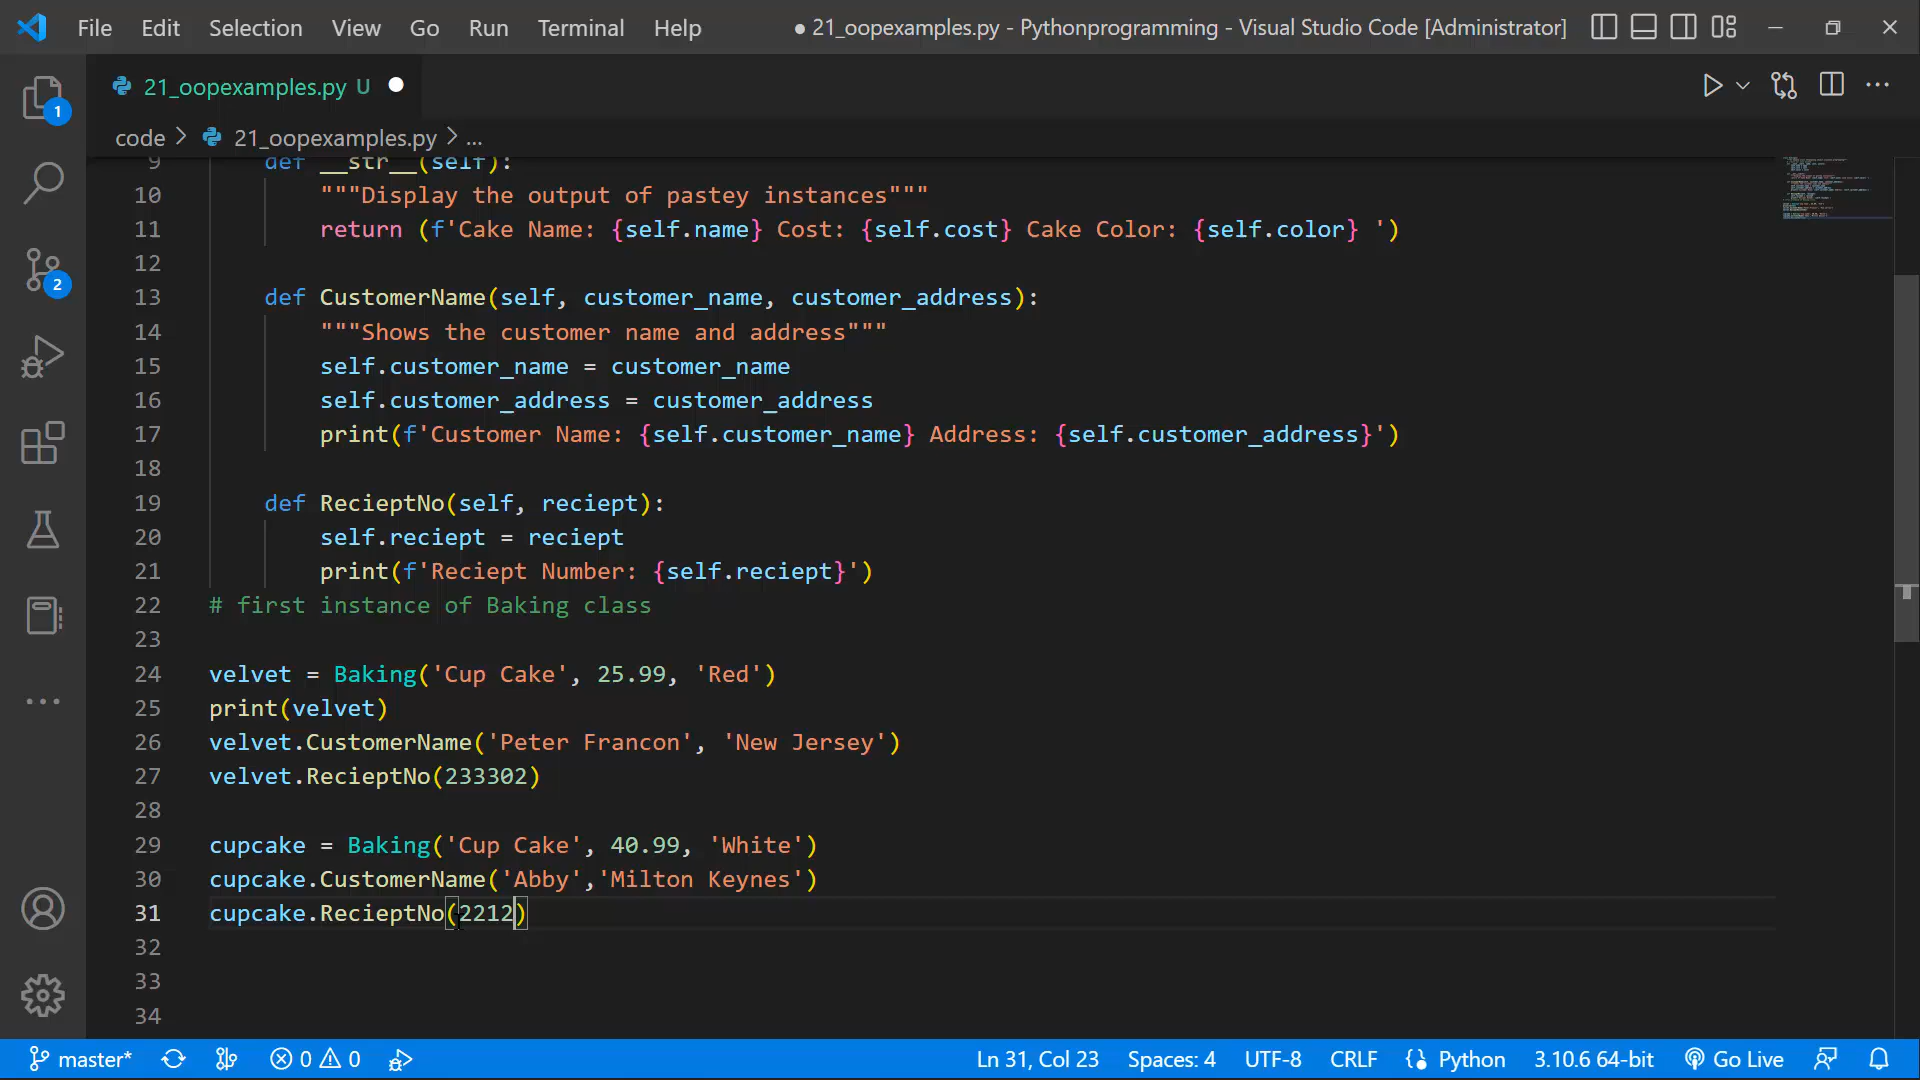 File Edit Selection View Go Run Terminal Help ● 21_oopexamples.py - Pythonprogramming - Visual Studio Code [Administrator]
1
2
21_oopexamples.py U
code > 21_oopexamples.py > ...
9 def __str__(self):
10 """Display the output of pastey instances"""
11 return (f'Cake Name: {self.name} Cost: {self.cost} Cake Color: {self.color} ')
12
13 def CustomerName(self, customer_name, customer_address):
14 """Shows the customer name and address"""
15 self.customer_name = customer_name
16 self.customer_address = customer_address
17 print(f'Customer Name: {self.customer_name} Address: {self.customer_address}')
18
19 def RecieptNo(self, reciept):
20 self.reciept = reciept
21 print(f'Reciept Number: {self.reciept}')
22 # first instance of Baking class
23
24 velvet = Baking('Cup Cake', 25.99, 'Red')
25 print(velvet)
26 velvet.CustomerName('Peter Francon', 'New Jersey')
27 velvet.RecieptNo(233302)
28
29 cupcake = Baking('Cup Cake', 40.99, 'White')
30 cupcake.CustomerName('Abby','Milton Keynes')
31 cupcake.RecieptNo(2212)
32
33
34
master* 0 0 Ln 31, Col 23 Spaces: 4 UTF-8 CRLF Python 3.10.6 64-bit Go Live